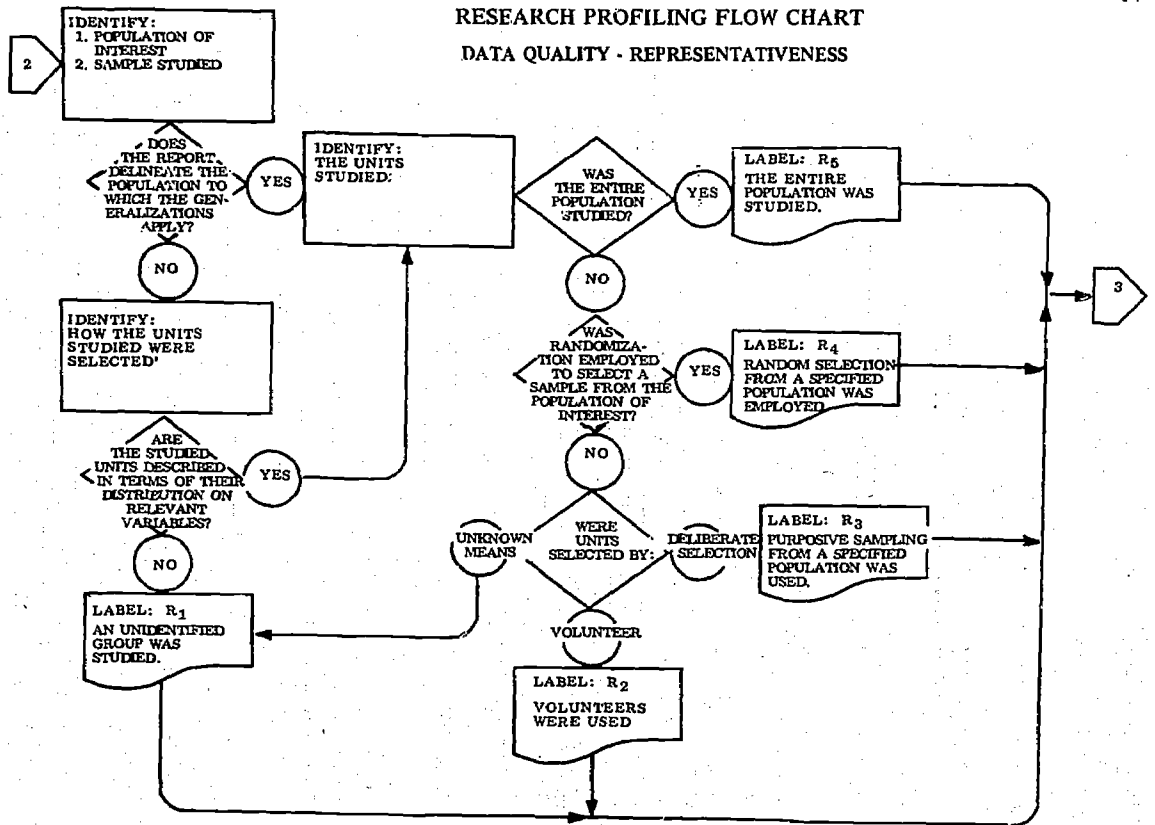 RESEARCH PROFILING FLOW CHART
DATA QUALITY - REPRESENTATIVENESS
2
IDENTIFY:
1. POPULATION OF
INTEREST
2. SAMPLE STUDIED
DOES
THE REPORT
DELINEATE THE
POPULATION TO
WHICH THE GEN-
ERALIZATIONS
APPLY?
YES
NO
IDENTIFY:
THE UNITS
STUDIED:
WAS
THE ENTIRE
POPULATION
STUDIED?
YES
NO
LABEL: R5
THE ENTIRE
POPULATION WAS
STUDIED.
3
IDENTIFY:
HOW THE UNITS
STUDIED WERE
SELECTED'
WAS
RANDOMIZA-
TION EMPLOYED
TO SELECT A
SAMPLE FROM THE
POPULATION OF
INTEREST?
YES
NO
LABEL: R4
RANDOM SELECTION
FROM A SPECIFIED
POPULATION WAS
EMPLOYED
ARE
THE STUDIED
UNITS DESCRIBED
IN TERMS OF THEIR
DISTRIBUTION ON
RELEVANT
VARIABLES?
YES
NO
UNKNOWN
MEANS
WERE
UNITS
SELECTED BY:
DELIBERATE
SELECTION
LABEL: R3
PURPOSIVE SAMPLING
FROM A SPECIFIED
POPULATION WAS
USED.
LABEL: R1
AN UNIDENTIFIED
GROUP WAS
STUDIED.
VOLUNTEER
LABEL: R2
VOLUNTEERS
WERE USED